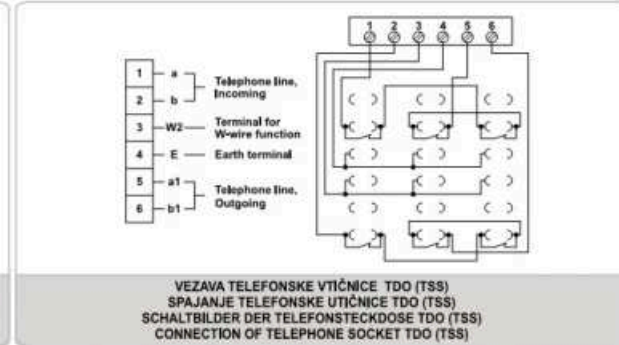 1 2 3 4 5 6
1 a
Telephone line,
Incoming
2 b
3 W2
Terminal for
W-wire function
4 E Earth terminal
5 a1
Telephone line,
Outgoing
6 b1
VEZAVA TELEFONSKE VTIČNICE TDO (TSS)
SPAJANJE TELEFONSKE UTIČNICE TDO (TSS)
SCHALTBILDER DER TELEFONSTECKDOSE TDO (TSS)
CONNECTION OF TELEPHONE SOCKET TDO (TSS)